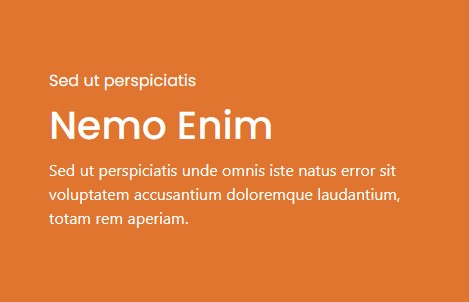 Sed ut perspiciatis
Nemo Enim
Sed ut perspiciatis unde omnis iste natus error sit
voluptatem accusantium doloremque laudantium,
totam rem aperiam.